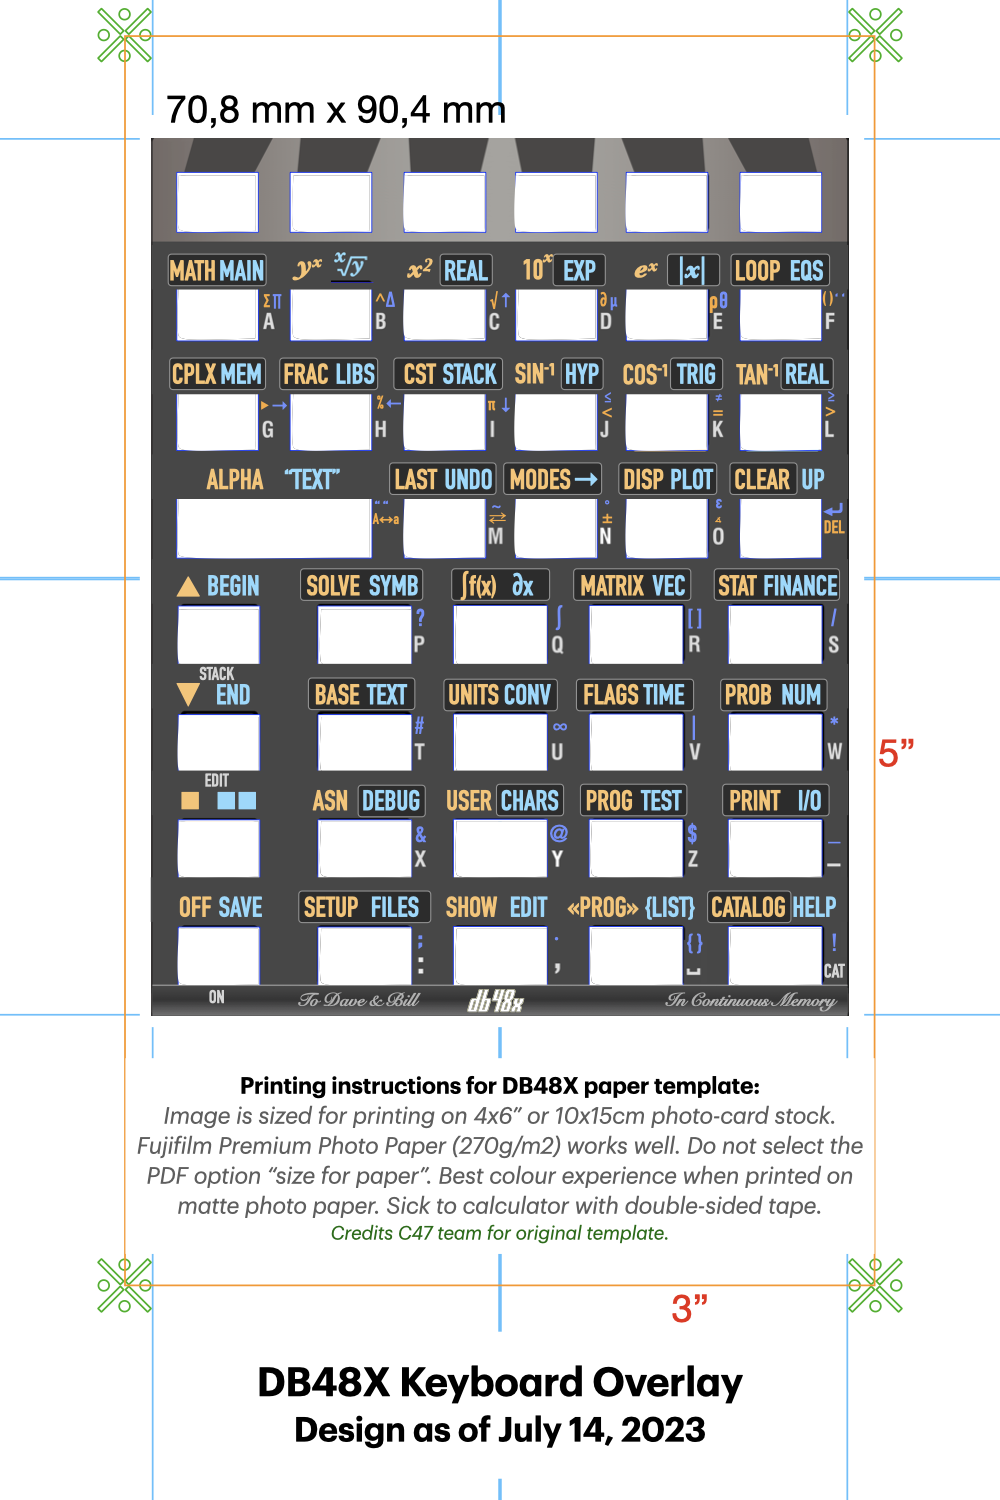 70,8 mm x 90,4 mm
MATH MAIN yˣ ˣ√y x² REAL 10ˣ EXP eˣ |x| LOOP EQS
Σ∏ ^Δ √↑ ∂μ ρθ ()··
A B C D E F
CPLX MEM FRAC LIBS CST STACK SIN⁻¹ HYP COS⁻¹ TRIG TAN⁻¹ REAL
▸→ %← π↓ ≤ ≠ ≥
< = >
G H I J K L
ALPHA “TEXT” LAST UNDO MODES→ DISP PLOT CLEAR UP
A↔a ~ ⇄ ° ± ε ∡ ↵ DEL
M N O
▲ BEGIN SOLVE SYMB ∫f(x) ∂x MATRIX VEC STAT FINANCE
? ∫ [] /
P Q R S
STACK
▼ END BASE TEXT UNITS CONV FLAGS TIME PROB NUM
# ∞ | *
T U V W
EDIT
ASN DEBUG USER CHARS PROG TEST PRINT I/O
& @ $ _
X Y Z –
OFF SAVE SETUP FILES SHOW EDIT «PROG» {LIST} CATALOG HELP
; . {} !
: , ⎵ CAT
ON To Dave & Bill db48x In Continuous Memory
5”
Printing instructions for DB48X paper template:
Image is sized for printing on 4x6” or 10x15cm photo-card stock.
Fujifilm Premium Photo Paper (270g/m2) works well. Do not select the
PDF option “size for paper”. Best colour experience when printed on
matte photo paper. Sick to calculator with double-sided tape.
Credits C47 team for original template.
3”
DB48X Keyboard Overlay
Design as of July 14, 2023